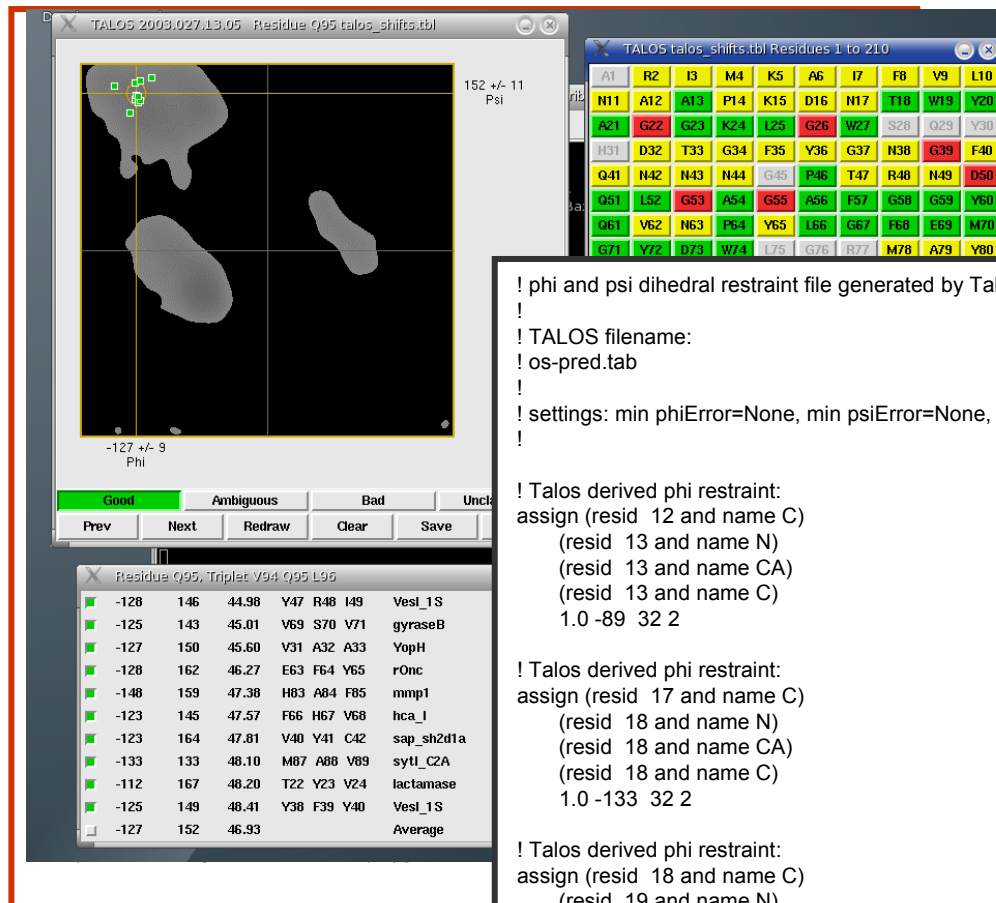 TALOS 2003.027.13.05 Residue Q95 talos_shifts.tbl
152 +/- 11
Psi
-127 +/- 9
Phi
Good Ambiguous Bad
Prev Next Redraw Clear Save
TALOS talos_shifts.tbl Residues 1 to 210
A1 R2 I3 M4 K5 A6 I7 F8 V9 L10
N11 A12 A13 P14 K15 D16 N17 T18 W19 Y20
A21 G22 G23 K24 L25 G26 W27 S28 Q29 Y30
H31 D32 T33 G34 F35 Y36 G37 N38 G39 F40
Q41 N42 N43 N44 G45 P46 T47 R48 N49 D50
Q51 L52 G53 A54 G55 A56 F57 G58 G59 Y60
Q61 V62 N63 P64 Y65 L66 G67 F68 E69 M70
G71 Y72 D73 W74 L75 G76 R77 M78 A79 Y80
Residue Q95, Triplet V94 Q95 L96
-128 146 44.98 Y47 R48 I49 Vesl_1S
-125 143 45.01 V69 S70 V71 gyraseB
-127 150 45.60 V31 A32 A33 YopH
-128 162 46.27 E63 F64 Y65 rOnc
-148 159 47.38 H83 A84 F85 mmp1
-123 145 47.57 F66 H67 V68 hca_I
-123 164 47.81 V40 Y41 C42 sap_sh2d1a
-133 133 48.10 M87 A88 V89 sytI_C2A
-112 167 48.20 T22 Y23 V24 lactamase
-125 149 48.41 Y38 F39 Y40 Vesl_1S
-127 152 46.93 Average
! phi and psi dihedral restraint file generated by Tal
!
! TALOS filename:
! os-pred.tab
!
! settings: min phiError=None, min psiError=None,
!
! Talos derived phi restraint:
assign (resid 12 and name C)
(resid 13 and name N)
(resid 13 and name CA)
(resid 13 and name C)
1.0 -89 32 2
! Talos derived phi restraint:
assign (resid 17 and name C)
(resid 18 and name N)
(resid 18 and name CA)
(resid 18 and name C)
1.0 -133 32 2
! Talos derived phi restraint:
assign (resid 18 and name C)
(resid 19 and name N)